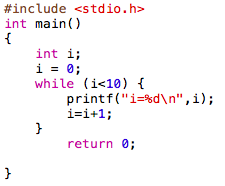 #include <stdio.h>
int main()
{
    int i;
    i = 0;
    while (i<10) {
        printf("i=%d\n",i);
        i=i+1;
    }
        return 0;

}